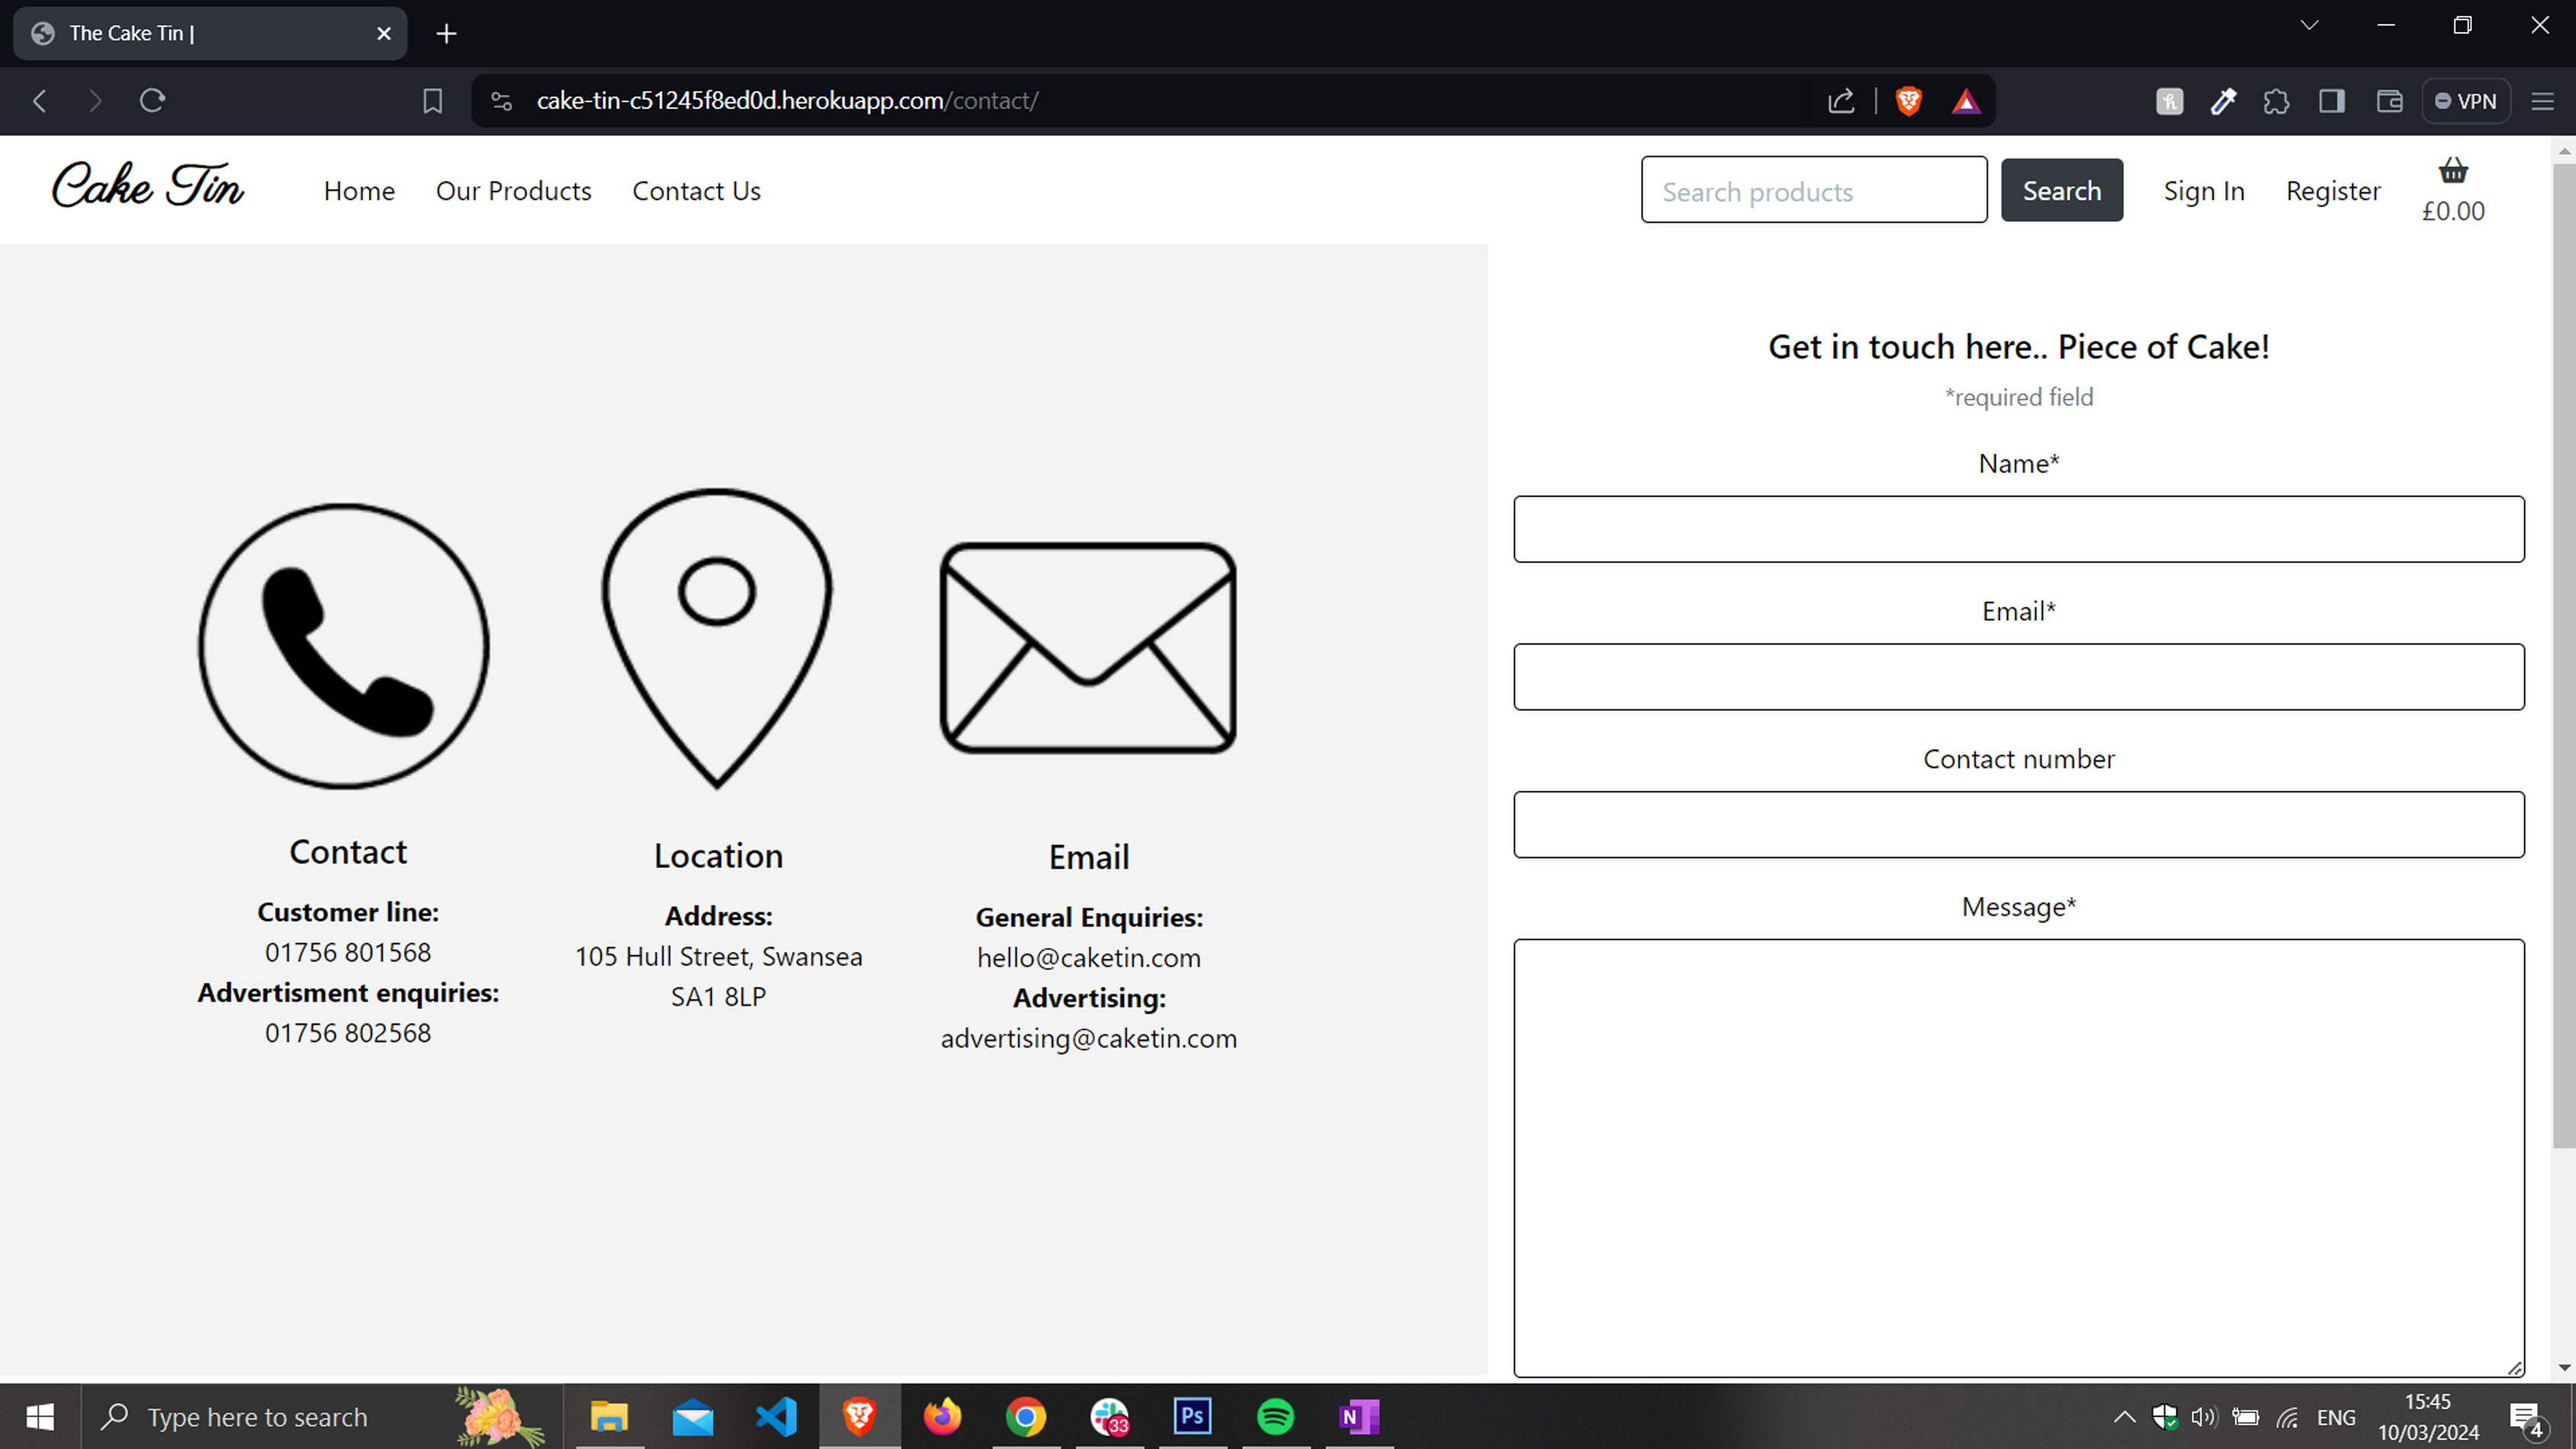 The Cake Tin |
cake-tin-c51245f8ed0d.herokuapp.com/contact/
VPN
Cake Tin
Home
Our Products
Contact Us
Search products
Search
Sign In
Register
£0.00
Contact
Customer line:
01756 801568
Advertisment enquiries:
01756 802568
Location
Address:
105 Hull Street, Swansea
SA1 8LP
Email
General Enquiries:
hello@caketin.com
Advertising:
advertising@caketin.com
Get in touch here.. Piece of Cake!
*required field
Name*
Email*
Contact number
Message*
Type here to search
33
Ps
N
ENG
15:45
10/03/2024
4